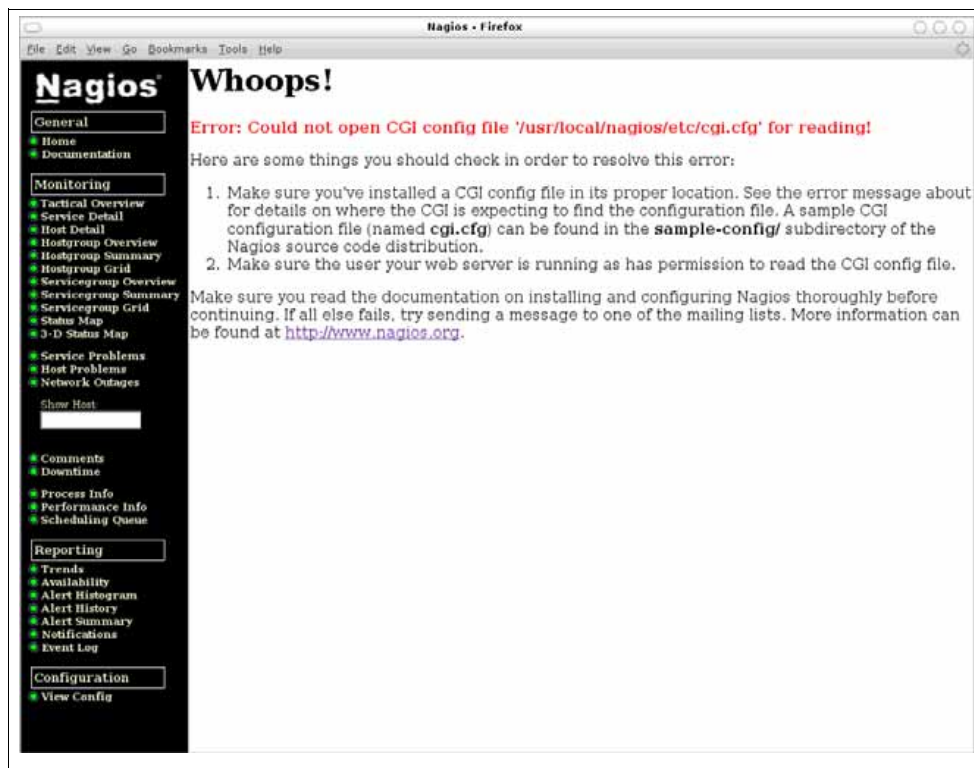 Nagios - Firefox
File Edit View Go Bookmarks Tools Help
Nagios
General
Home
Documentation
Monitoring
Tactical Overview
Service Detail
Host Detail
Hostgroup Overview
Hostgroup Summary
Hostgroup Grid
Servicegroup Overview
Servicegroup Summary
Servicegroup Grid
Status Map
3-D Status Map
Service Problems
Host Problems
Network Outages
Show Host:
Comments
Downtime
Process Info
Performance Info
Scheduling Queue
Reporting
Trends
Availability
Alert Histogram
Alert History
Alert Summary
Notifications
Event Log
Configuration
View Config
Whoops!
Error: Could not open CGI config file '/usr/local/nagios/etc/cgi.cfg' for reading!
Here are some things you should check in order to resolve this error:
1. Make sure you've installed a CGI config file in its proper location. See the error message about
for details on where the CGI is expecting to find the configuration file. A sample CGI
configuration file (named cgi.cfg) can be found in the sample-config/ subdirectory of the
Nagios source code distribution.
2. Make sure the user your web server is running as has permission to read the CGI config file.
Make sure you read the documentation on installing and configuring Nagios thoroughly before
continuing. If all else fails, try sending a message to one of the mailing lists. More information can
be found at http://www.nagios.org.